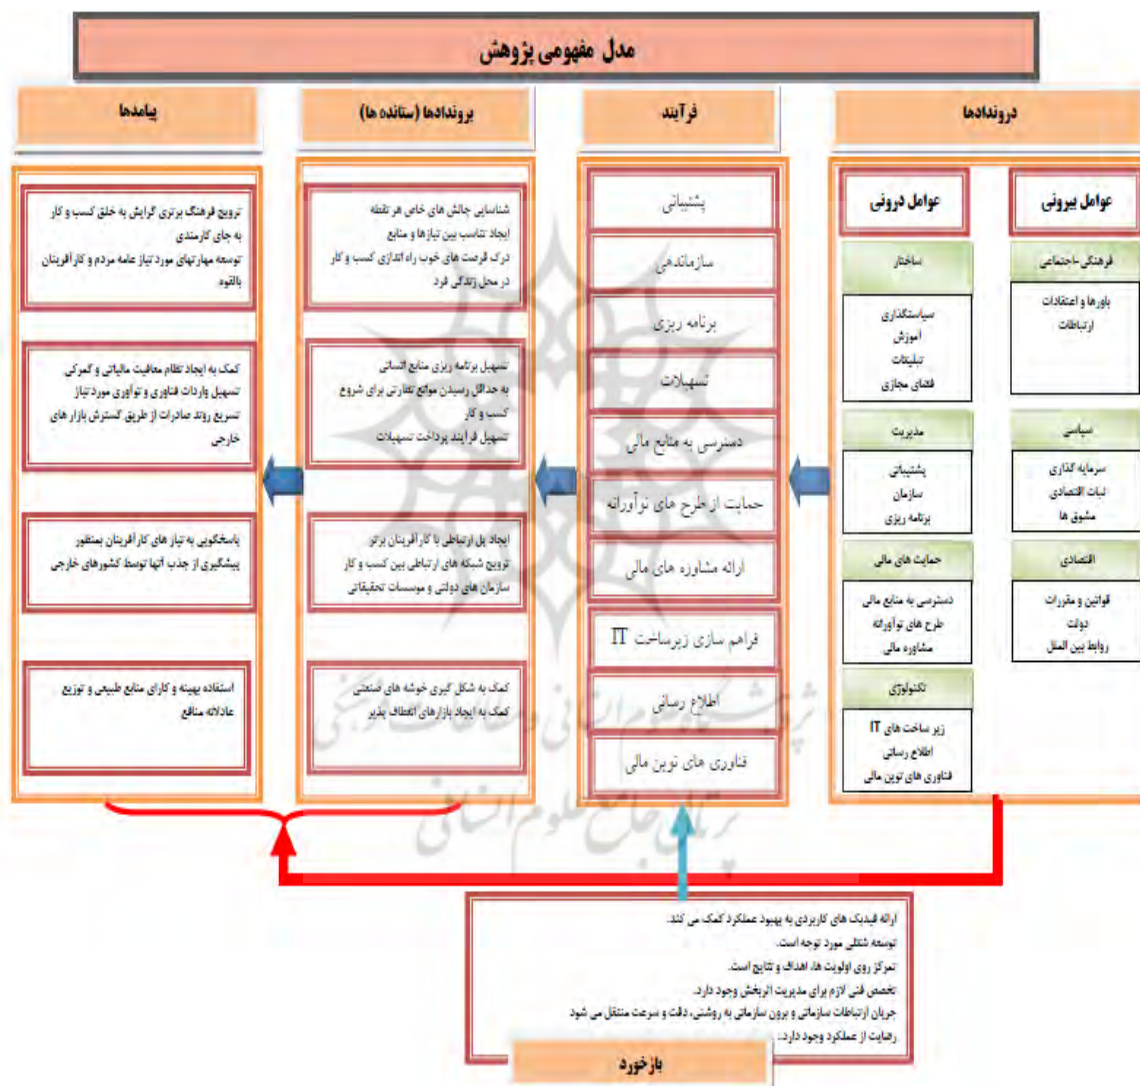 مدل مفهومی پژوهش
دروندادها
عوامل بیرونی
فرهنگی-اجتماعی
باورها و اعتقادات
ارتباطات
سیاسی
سرمایه گذاری
ثبات اقتصادی
مشوق ها
اقتصادی
قوانین و مقررات
دولت
روابط بین الملل
عوامل درونی
ساختار
سیاستگذاری
آموزش
تبلیغات
فضای مجازی
مدیریت
پشتیبانی
سازمان
برنامه ریزی
حمایت های مالی
دسترسی به منابع مالی
طرح های نوآورانه
مشاوره مالی
تکنولوژی
زیر ساخت های IT
اطلاع رسانی
فناوری های نوین مالی
فرآیند
پشتیبانی
سازماندهی
برنامه ریزی
تسهیلات
دسترسی به منابع مالی
حمایت از طرح های نوآورانه
ارائه مشاوره های مالی
فراهم سازی زیرساخت IT
اطلاع رسانی
فناوری های نوین مالی
بروندادها (ستانده ها)
شناسایی چالش های خاص هر نقطه
ایجاد تناسب بین نیازها و منابع
درک فرصت های خوب راه اندازی کسب و کار
در محل زندگی فرد
تسهیل برنامه ریزی منابع انسانی
به حداقل رسیدن موانع نظارتی برای شروع
کسب و کار
تسهیل فرآیند پرداخت تسهیلات
ایجاد پل ارتباطی با کارآفرینان برتر
ترویج شبکه های ارتباطی بین کسب و کار
سازمان های دولتی و موسسات تحقیقاتی
کمک به شکل گیری خوشه های صنعتی
کمک به ایجاد بازارهای انعطاف پذیر
پیامدها
ترویج فرهنگ برتری گرایش به خلق کسب و کار
به جای کارمندی
توسعه مهارتهای مورد نیاز عامه مردم و کارآفرینان
بالقوه
کمک به ایجاد نظام معافیت مالیاتی و گمرکی
تسهیل واردات فناوری و نوآوری مورد نیاز
تسریع روند صادرات از طریق گسترش بازار های
خارجی
پاسخگویی به نیاز های کارآفرینان بمنظور
پیشگیری از جذب آنها توسط کشورهای خارجی
استفاده بهینه و کارای منابع طبیعی و توزیع
عادلانه منافع
ارائه فیدبک های کاربردی به بهبود عملکرد کمک می کند.
توسعه شغلی مورد توجه است.
تمرکز روی اولویت ها، اهداف و نتایج است.
تخصص فنی لازم برای مدیریت اثربخش وجود دارد.
جریان ارتباطات سازمانی و برون سازمانی به روشنی، دقت و سرعت منتقل می شود
رضایت از عملکرد وجود دارد..
بازخورد
پژوهشگاه علوم انسانی و مطالعات فرهنگی
پرتال جامع علوم انسانی